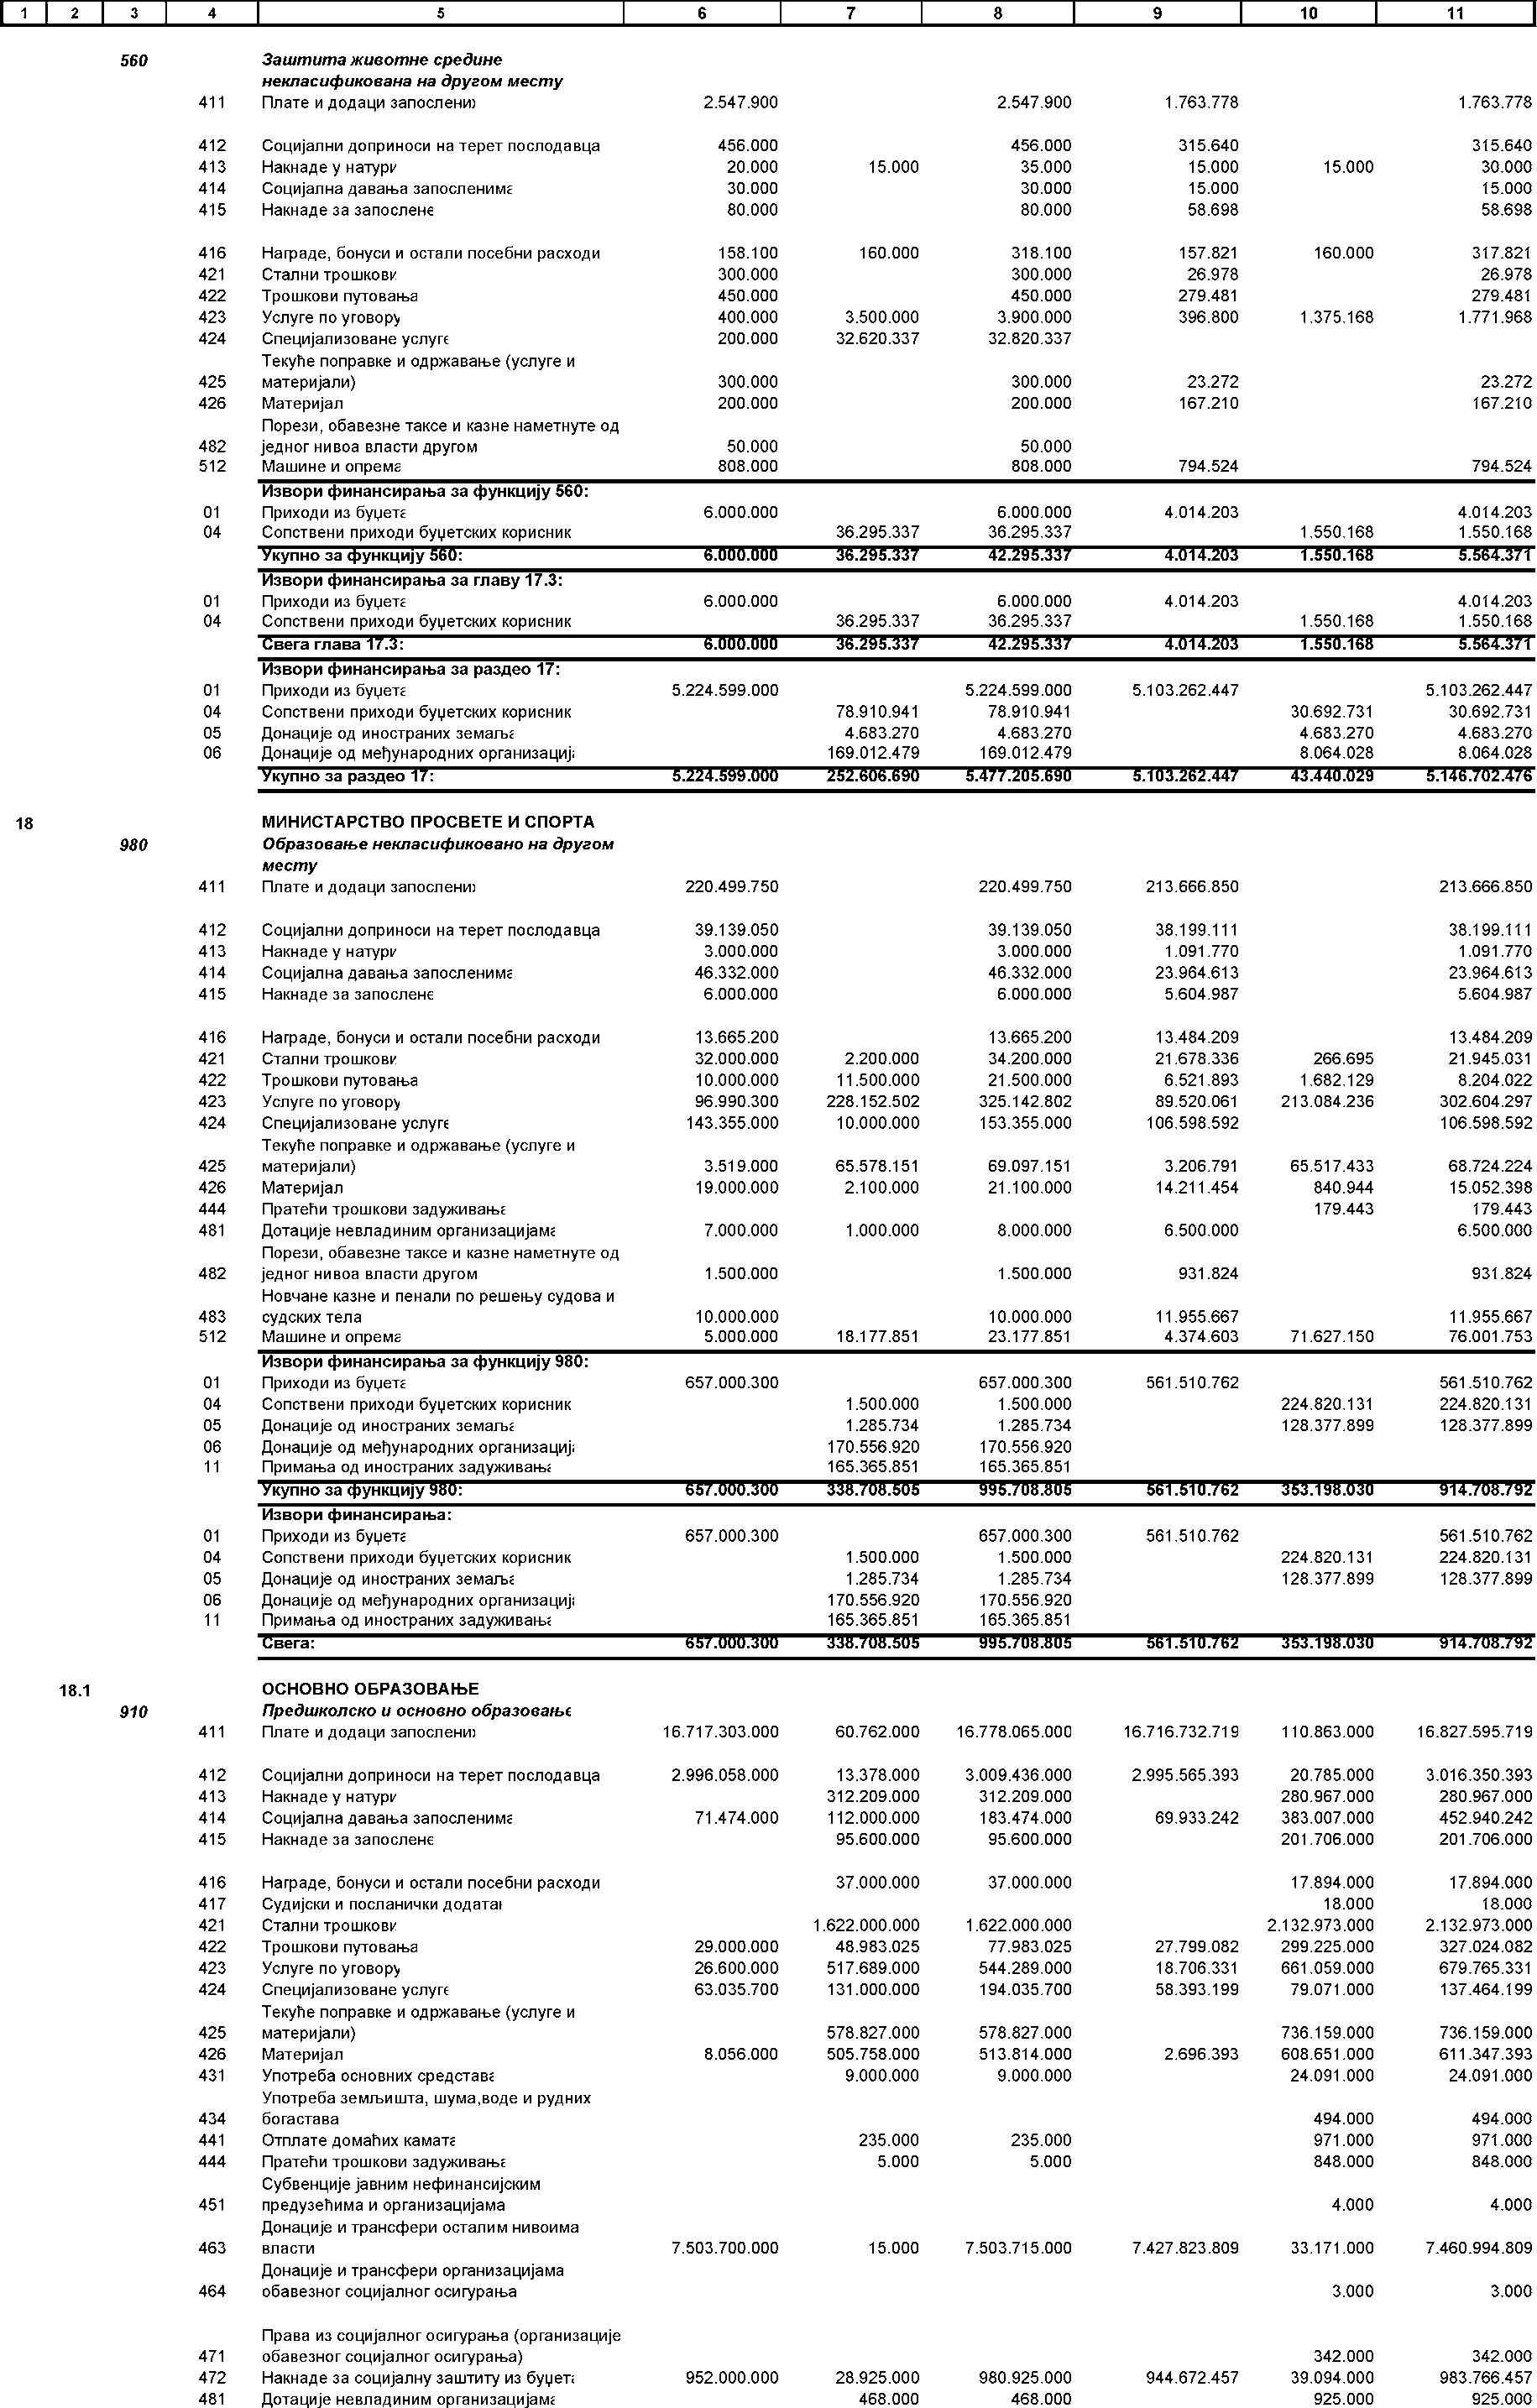 1 2 3 4 5 6 7 8 9 10 11
560 Заштита животне средине
некласификована на другом месту
411 Плате и додаци запослених 2.547.900 2.547.900 1.763.778 1.763.778
412 Социјални доприноси на терет послодавца 456.000 456.000 315.640 315.640
413 Накнаде у натури 20.000 15.000 35.000 15.000 15.000 30.000
414 Социјална давања запосленима 30.000 30.000 15.000 15.000
415 Накнаде за запослене 80.000 80.000 58.698 58.698
416 Награде, бонуси и остали посебни расходи 158.100 160.000 318.100 157.821 160.000 317.821
421 Стални трошкови 300.000 300.000 26.978 26.978
422 Трошкови путовања 450.000 450.000 279.481 279.481
423 Услуге по уговору 400.000 3.500.000 3.900.000 396.800 1.375.168 1.771.968
424 Специјализоване услуге 200.000 32.620.337 32.820.337
Текуће поправке и одржавање (услуге и
425 материјали) 300.000 300.000 23.272 23.272
426 Материјал 200.000 200.000 167.210 167.210
Порези, обавезне таксе и казне наметнуте од
482 једног нивоа власти другом 50.000 50.000
512 Машине и опрема 808.000 808.000 794.524 794.524
Извори финансирања за функцију 560:
01 Приходи из буџета 6.000.000 6.000.000 4.014.203 4.014.203
04 Сопствени приходи буџетских корисник 36.295.337 36.295.337 1.550.168 1.550.168
Укупно за функцију 560: 6.000.000 36.295.337 42.295.337 4.014.203 1.550.168 5.564.371
Извори финансирања за главу 17.3:
01 Приходи из буџета 6.000.000 6.000.000 4.014.203 4.014.203
04 Сопствени приходи буџетских корисник 36.295.337 36.295.337 1.550.168 1.550.168
Свега глава 17.3: 6.000.000 36.295.337 42.295.337 4.014.203 1.550.168 5.564.371
Извори финансирања за раздео 17:
01 Приходи из буџета 5.224.599.000 5.224.599.000 5.103.262.447 5.103.262.447
04 Сопствени приходи буџетских корисник 78.910.941 78.910.941 30.692.731 30.692.731
05 Донације од иностраних земаља 4.683.270 4.683.270 4.683.270 4.683.270
06 Донације од међународних организациј 169.012.479 169.012.479 8.064.028 8.064.028
Укупно за раздео 17: 5.224.599.000 252.606.690 5.477.205.690 5.103.262.447 43.440.029 5.146.702.476
18 МИНИСТАРСТВО ПРОСВЕТЕ И СПОРТА
980 Образовање некласификовано на другом
месту
411 Плате и додаци запослених 220.499.750 220.499.750 213.666.850 213.666.850
412 Социјални доприноси на терет послодавца 39.139.050 39.139.050 38.199.111 38.199.111
413 Накнаде у натури 3.000.000 3.000.000 1.091.770 1.091.770
414 Социјална давања запосленима 46.332.000 46.332.000 23.964.613 23.964.613
415 Накнаде за запослене 6.000.000 6.000.000 5.604.987 5.604.987
416 Награде, бонуси и остали посебни расходи 13.665.200 13.665.200 13.484.209 13.484.209
421 Стални трошкови 32.000.000 2.200.000 34.200.000 21.678.336 266.695 21.945.031
422 Трошкови путовања 10.000.000 11.500.000 21.500.000 6.521.893 1.682.129 8.204.022
423 Услуге по уговору 96.990.300 228.152.502 325.142.802 89.520.061 213.084.236 302.604.297
424 Специјализоване услуге 143.355.000 10.000.000 153.355.000 106.598.592 106.598.592
Текуће поправке и одржавање (услуге и
425 материјали) 3.519.000 65.578.151 69.097.151 3.206.791 65.517.433 68.724.224
426 Материјал 19.000.000 2.100.000 21.100.000 14.211.454 840.944 15.052.398
444 Пратећи трошкови задуживања 179.443 179.443
481 Дотације невладиним организацијама 7.000.000 1.000.000 8.000.000 6.500.000 6.500.000
Порези, обавезне таксе и казне наметнуте од
482 једног нивоа власти другом 1.500.000 1.500.000 931.824 931.824
Новчане казне и пенали по решењу судова и
483 судских тела 10.000.000 10.000.000 11.955.667 11.955.667
512 Машине и опрема 5.000.000 18.177.851 23.177.851 4.374.603 71.627.150 76.001.753
Извори финансирања за функцију 980:
01 Приходи из буџета 657.000.300 657.000.300 561.510.762 561.510.762
04 Сопствени приходи буџетских корисник 1.500.000 1.500.000 224.820.131 224.820.131
05 Донације од иностраних земаља 1.285.734 1.285.734 128.377.899 128.377.899
06 Донације од међународних организациј 170.556.920 170.556.920
11 Примања од иностраних задуживања 165.365.851 165.365.851
Укупно за функцију 980: 657.000.300 338.708.505 995.708.805 561.510.762 353.198.030 914.708.792
Извори финансирања:
01 Приходи из буџета 657.000.300 657.000.300 561.510.762 561.510.762
04 Сопствени приходи буџетских корисник 1.500.000 1.500.000 224.820.131 224.820.131
05 Донације од иностраних земаља 1.285.734 1.285.734 128.377.899 128.377.899
06 Донације од међународних организациј 170.556.920 170.556.920
11 Примања од иностраних задуживања 165.365.851 165.365.851
Свега: 657.000.300 338.708.505 995.708.805 561.510.762 353.198.030 914.708.792
18.1 ОСНОВНО ОБРАЗОВАЊЕ
910 Предшколско и основно образовање
411 Плате и додаци запослених 16.717.303.000 60.762.000 16.778.065.000 16.716.732.719 110.863.000 16.827.595.719
412 Социјални доприноси на терет послодавца 2.996.058.000 13.378.000 3.009.436.000 2.995.565.393 20.785.000 3.016.350.393
413 Накнаде у натури 312.209.000 312.209.000 280.967.000 280.967.000
414 Социјална давања запосленима 71.474.000 112.000.000 183.474.000 69.933.242 383.007.000 452.940.242
415 Накнаде за запослене 95.600.000 95.600.000 201.706.000 201.706.000
416 Награде, бонуси и остали посебни расходи 37.000.000 37.000.000 17.894.000 17.894.000
417 Судијски и посланички додатак 18.000 18.000
421 Стални трошкови 1.622.000.000 1.622.000.000 2.132.973.000 2.132.973.000
422 Трошкови путовања 29.000.000 48.983.025 77.983.025 27.799.082 299.225.000 327.024.082
423 Услуге по уговору 26.600.000 517.689.000 544.289.000 18.706.331 661.059.000 679.765.331
424 Специјализоване услуге 63.035.700 131.000.000 194.035.700 58.393.199 79.071.000 137.464.199
Текуће поправке и одржавање (услуге и
425 материјали) 578.827.000 578.827.000 736.159.000 736.159.000
426 Материјал 8.056.000 505.758.000 513.814.000 2.696.393 608.651.000 611.347.393
431 Употреба основних средстава 9.000.000 9.000.000 24.091.000 24.091.000
Употреба земљишта, шума,воде и рудних
434 богастава 494.000 494.000
441 Отплате домаћих камата 235.000 235.000 971.000 971.000
444 Пратећи трошкови задуживања 5.000 5.000 848.000 848.000
Субвенције јавним нефинансијским
451 предузећима и организацијама 4.000 4.000
Донације и трансфери осталим нивоима
463 власти 7.503.700.000 15.000 7.503.715.000 7.427.823.809 33.171.000 7.460.994.809
Донације и трансфери организацијама
464 обавезног социјалног осигурања 3.000 3.000
Права из социјалног осигурања (организације
471 обавезног социјалног осигурања) 342.000 342.000
472 Накнаде за социјалну заштиту из буџета 952.000.000 28.925.000 980.925.000 944.672.457 39.094.000 983.766.457
481 Дотације невладиним организацијама 468.000 468.000 925.000 925.000